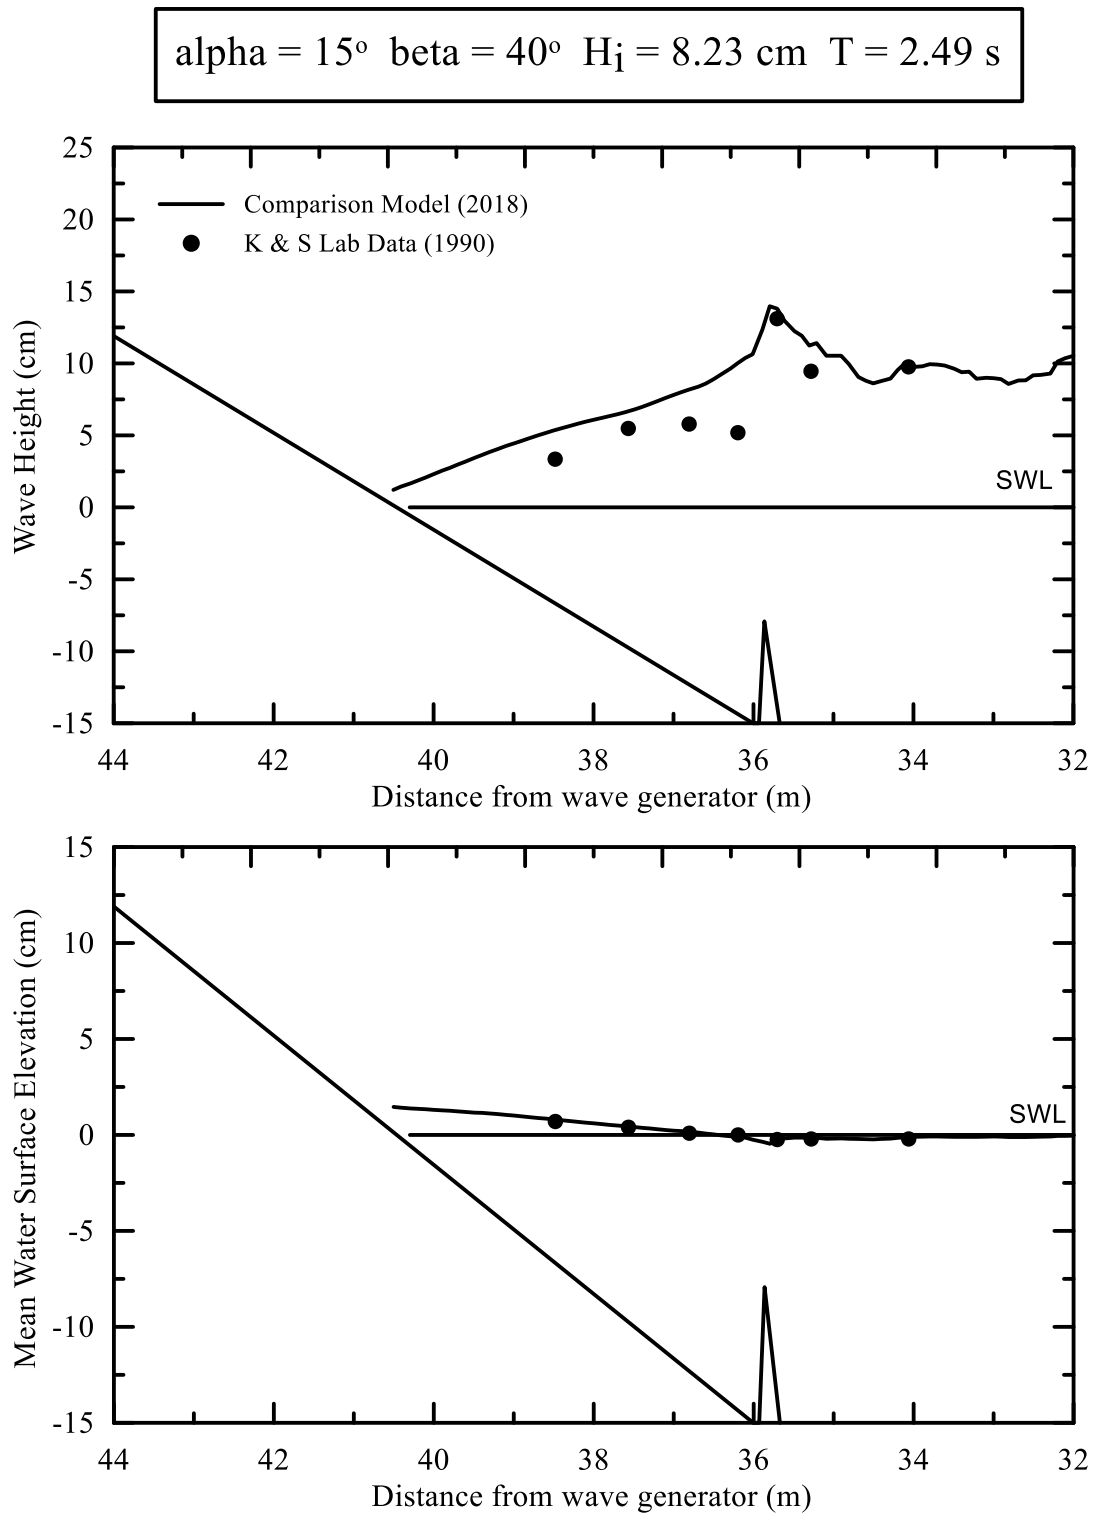 alpha = 15° beta = 40° Hi = 8.23 cm T = 2.49 s
25
Comparison Model (2018)
20
K & S Lab Data (1990)
15
10
5
SWL
0
-5
-10
-15
Wave Height (cm)
44 42 40 38 36 34 32
Distance from wave generator (m)
15
10
5
SWL
0
-5
-10
-15
Mean Water Surface Elevation (cm)
44 42 40 38 36 34 32
Distance from wave generator (m)